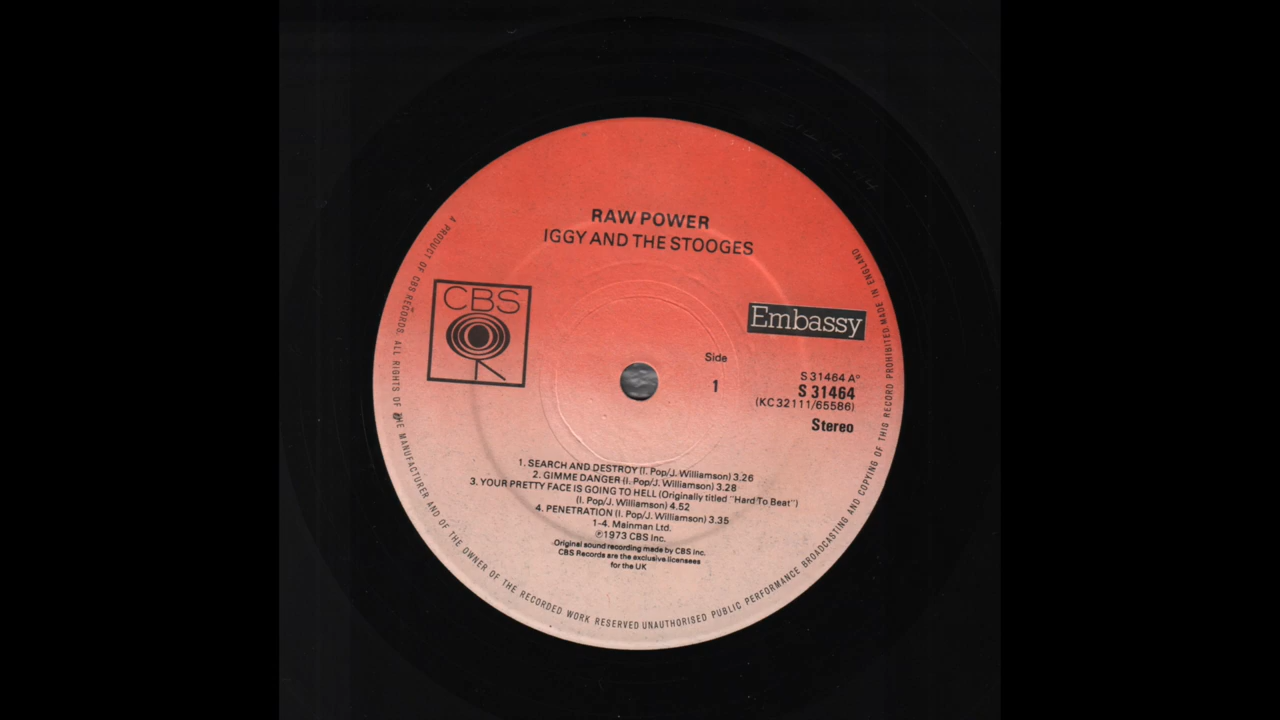 RAW POWER
IGGY AND THE STOOGES
CBS
Embassy
Side
1
S 31464 Aº
S 31464
(KC 32111/65586)
Stereo
1. SEARCH AND DESTROY (I. Pop/J. Williamson) 3.26
2. GIMME DANGER (I. Pop/J. Williamson) 3.28
3. YOUR PRETTY FACE IS GOING TO HELL (Originally titled "Hard To Beat")
(I. Pop/J. Williamson) 4.52
4. PENETRATION (I. Pop/J. Williamson) 3.35
1-4. Mainman Ltd.
℗1973 CBS Inc.
Original sound recording made by CBS Inc.
CBS Records are the exclusive licensees
for the UK
A PRODUCT OF CBS RECORDS. ALL RIGHTS OF THE MANUFACTURER AND OF THE OWNER OF THE RECORDED WORK RESERVED UNAUTHORISED PUBLIC PERFORMANCE BROADCASTING AND COPYING OF THIS RECORD PROHIBITED MADE IN ENGLAND